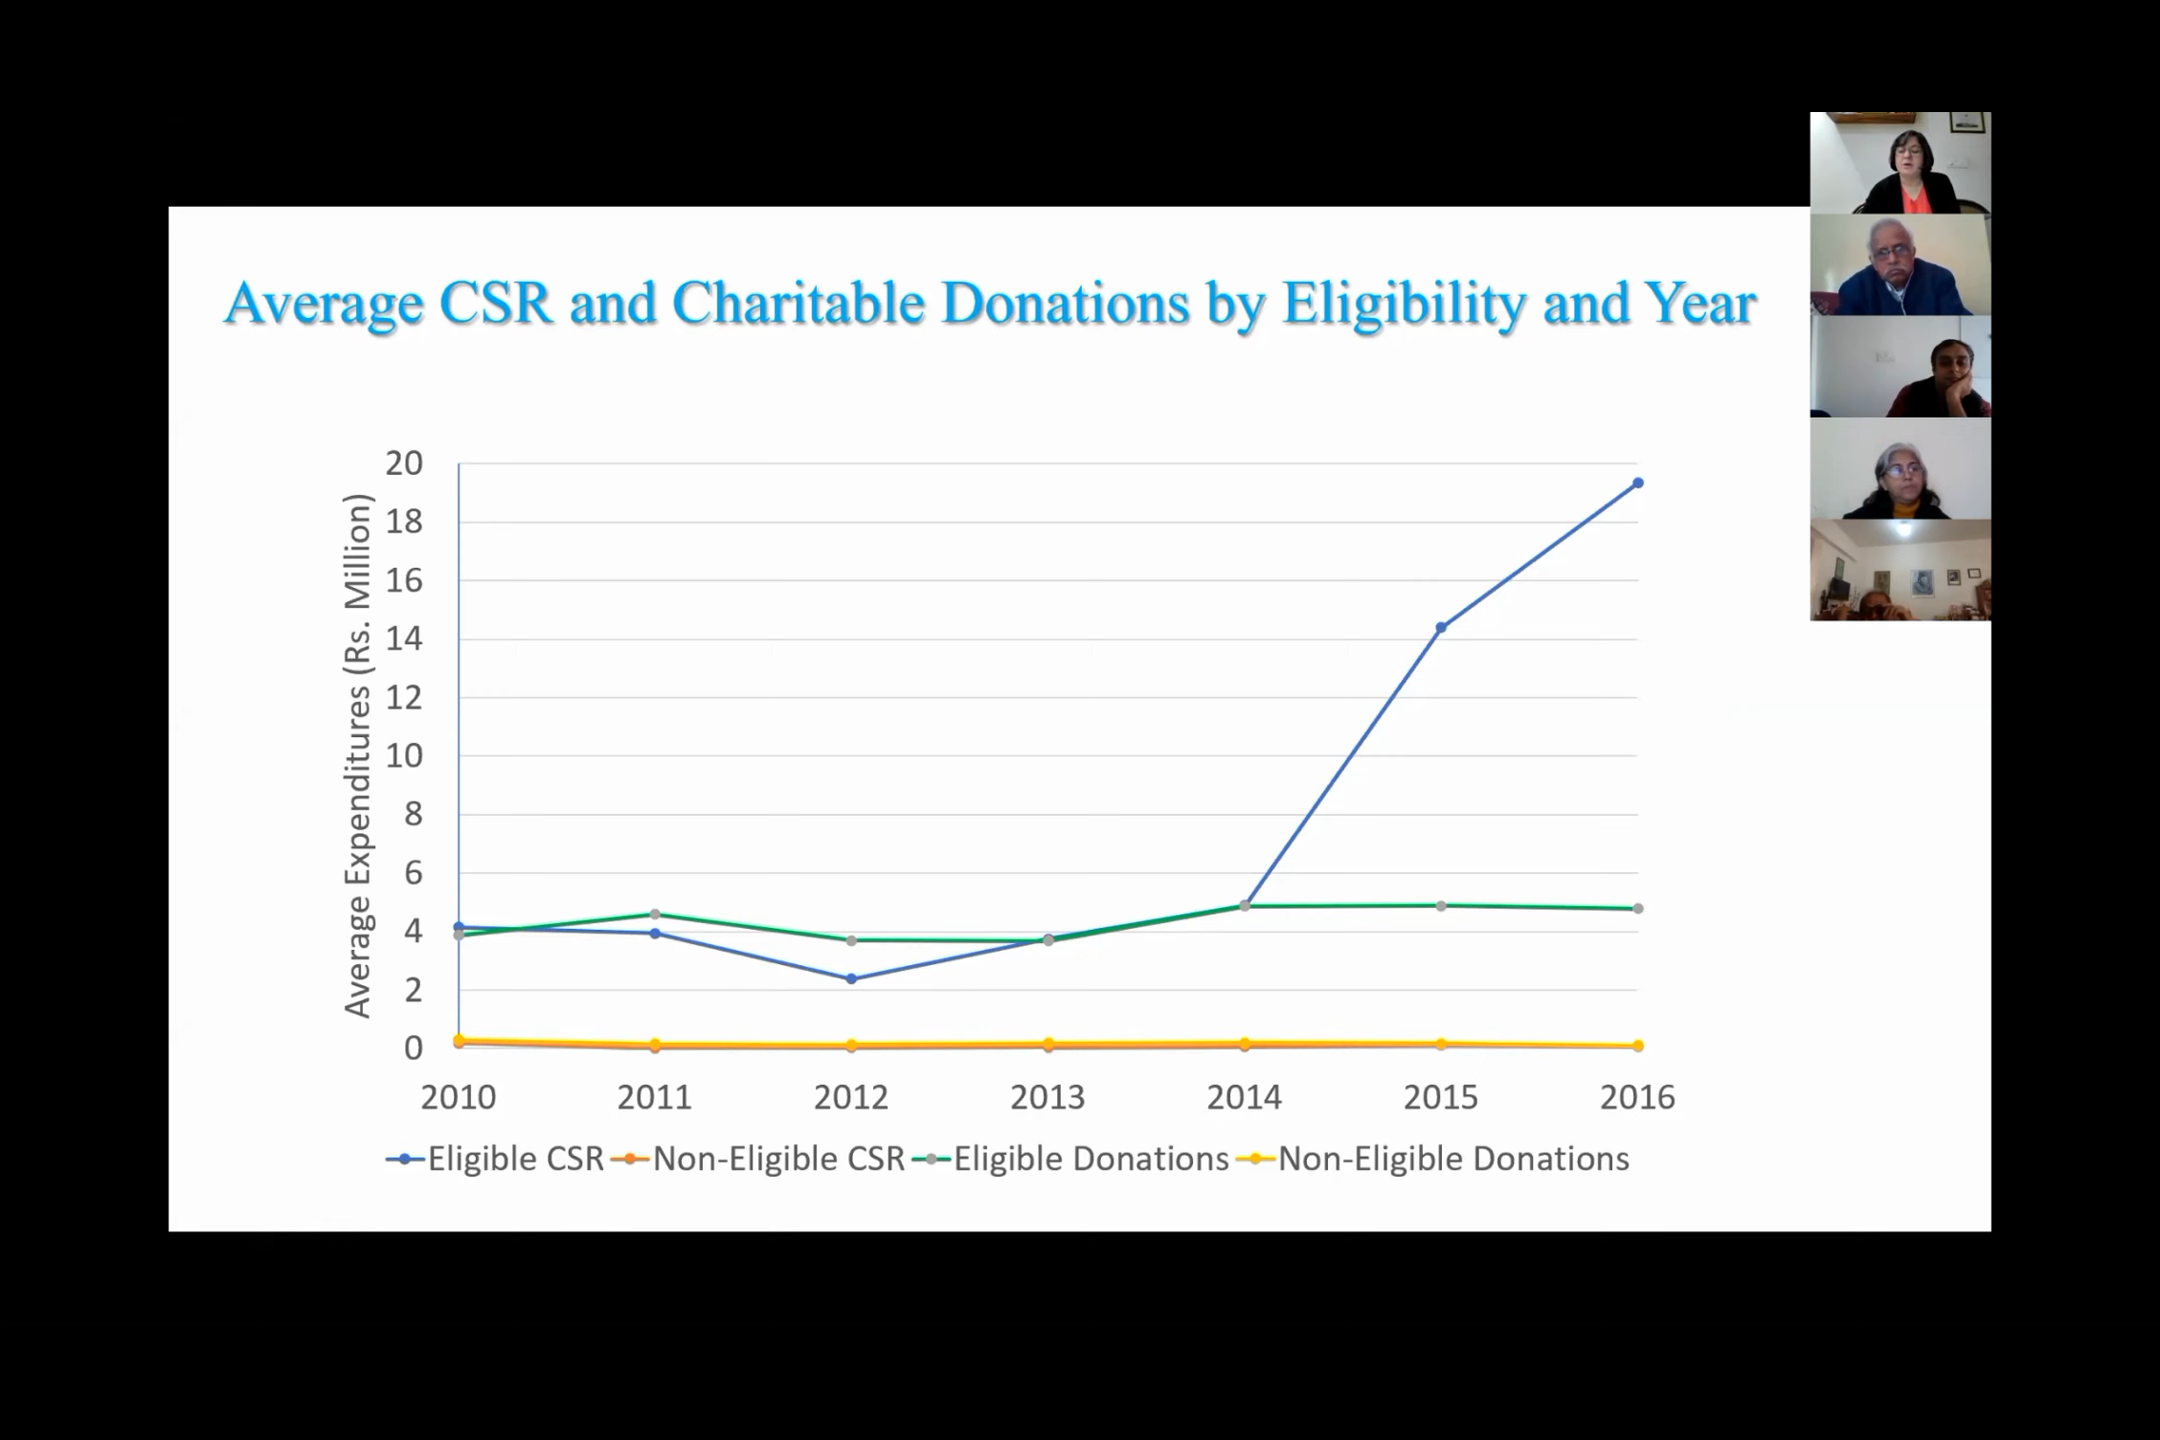 Average CSR and Charitable Donations by Eligibility and Year
Average Expenditures (Rs. Million)
20
18
16
14
12
10
8
6
4
2
0
2010 2011 2012 2013 2014 2015 2016
Eligible CSR Non-Eligible CSR Eligible Donations Non-Eligible Donations